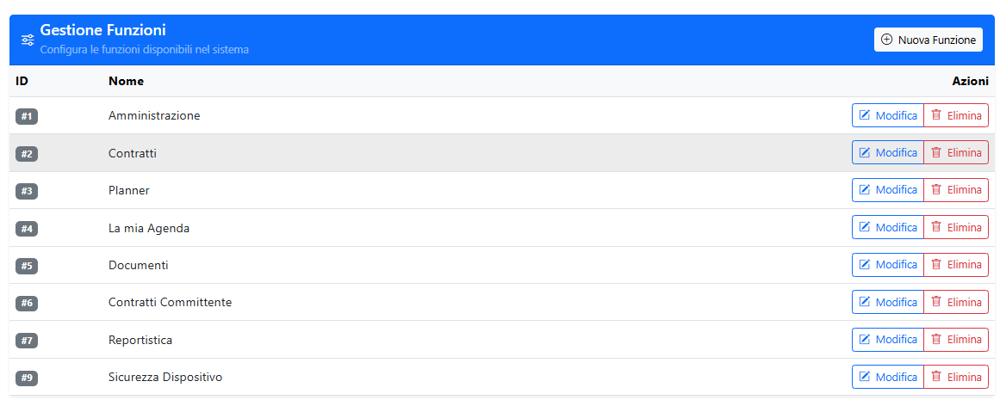 Gestione Funzioni
Configura le funzioni disponibili nel sistema
Nuova Funzione
ID Nome Azioni
#1 Amministrazione Modifica Elimina
#2 Contratti Modifica Elimina
#3 Planner Modifica Elimina
#4 La mia Agenda Modifica Elimina
#5 Documenti Modifica Elimina
#6 Contratti Committente Modifica Elimina
#7 Reportistica Modifica Elimina
#9 Sicurezza Dispositivo Modifica Elimina